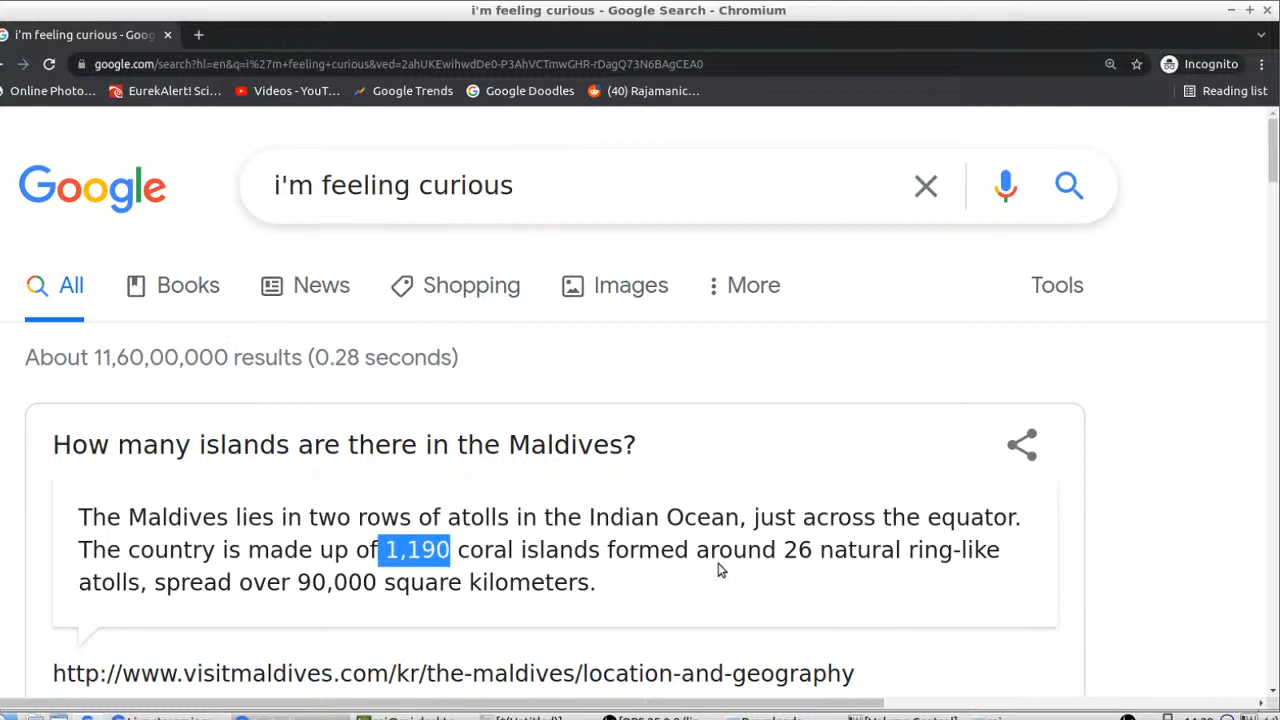 i'm feeling curious - Google Search - Chromium
i'm feeling curious - Goog
google.com/search?hl=en&q=i%27m+feeling+curious&ved=2ahUKEwihwdDe0-P3AhVCTmwGHR-rDagQ73N6BAgCEA0
Incognito
Online Photo... EurekAlert! Sci... Videos - YouT... Google Trends Google Doodles (40) Rajamanic... Reading list
Google
i'm feeling curious
All Books News Shopping Images More Tools
About 11,60,00,000 results (0.28 seconds)
How many islands are there in the Maldives?
The Maldives lies in two rows of atolls in the Indian Ocean, just across the equator.
The country is made up of 1,190 coral islands formed around 26 natural ring-like
atolls, spread over 90,000 square kilometers.
http://www.visitmaldives.com/kr/the-maldives/location-and-geography